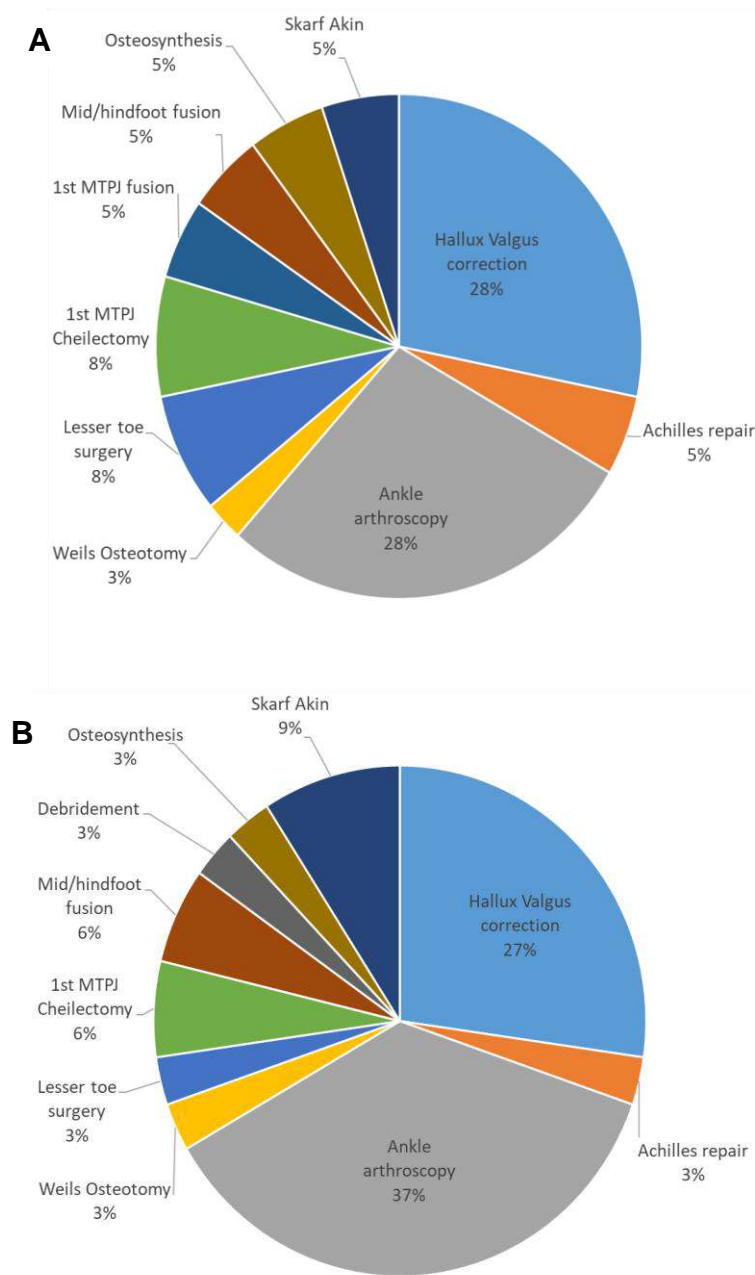 A
Skarf Akin
5%
Osteosynthesis
5%
Mid/hindfoot fusion
5%
1st MTPJ fusion
5%
1st MTPJ
Cheilectomy
8%
Lesser toe
surgery
8%
Weils Osteotomy
3%
Hallux Valgus
correction
28%
Achilles repair
5%
Ankle
arthroscopy
28%
B
Skarf Akin
9%
Osteosynthesis
3%
Debridement
3%
Mid/hindfoot
fusion
6%
1st MTPJ
Cheilectomy
6%
Lesser toe
surgery
3%
Weils Osteotomy
3%
Hallux Valgus
correction
27%
Achilles repair
3%
Ankle
arthroscopy
37%